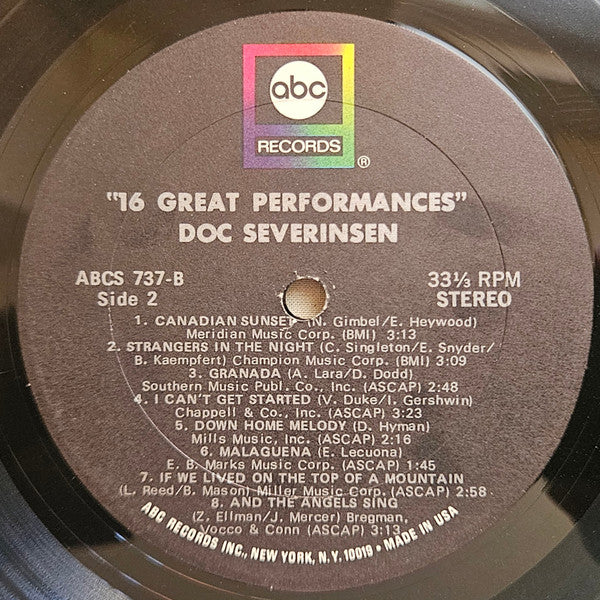 abc
RECORDS
®
"16 GREAT PERFORMANCES"
DOC SEVERINSEN
ABCS 737-B
Side 2
33⅓ RPM
STEREO
1. CANADIAN SUNSET (N. Gimbel/E. Heywood)
Meridian Music Corp. (BMI) 3:13
2. STRANGERS IN THE NIGHT (C. Singleton/E. Snyder/
B. Kaempfert) Champion Music Corp. (BMI) 3:09
3. GRANADA (A. Lara/D. Dodd)
Southern Music Publ. Co., Inc. (ASCAP) 2:48
4. I CAN'T GET STARTED (V. Duke/I. Gershwin)
Chappell & Co., Inc. (ASCAP) 3:23
5. DOWN HOME MELODY (D. Hyman)
Mills Music, Inc. (ASCAP) 2:16
6. MALAGUENA (E. Lecuona)
E. B. Marks Music Corp. (ASCAP) 1:45
7. IF WE LIVED ON THE TOP OF A MOUNTAIN
(L. Reed/B. Mason) Miller Music Corp. (ASCAP) 2:58
8. AND THE ANGELS SING
(Z. Ellman/J. Mercer) Bregman,
Vocco & Conn (ASCAP) 3:13
ABC RECORDS INC., NEW YORK, N.Y. 10019 • MADE IN USA